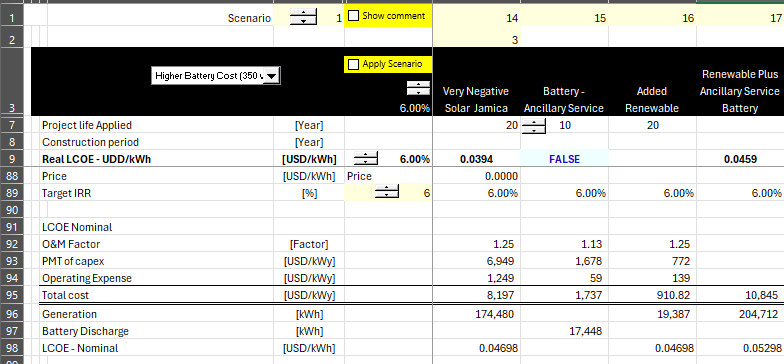 1 Scenario 1 Show comment 14 15 16 17
2 3
Apply Scenario
Higher Battery Cost (350 v
Renewable Plus
Very Negative Battery - Added Ancillary Service
3 6.00% Solar Jamica Ancillary Service Renewable Battery
7 Project life Applied [Year] 20 10 20
8 Construction period [Year]
9 Real LCOE - UDD/kWh [USD/kWh] 6.00% 0.0394 FALSE 0.0459
88 Price [USD/kWh] Price 0.0000
89 Target IRR [%] 6 6.00% 6.00% 6.00% 6.00%
90
91 LCOE Nominal
92 O&M Factor [Factor] 1.25 1.13 1.25
93 PMT of capex [USD/kWy] 6,949 1,678 772
94 Operating Expense [USD/kWy] 1,249 59 139
95 Total cost [USD/kWy] 8,197 1,737 910.82 10,845
96 Generation [kWh] 174,480 19,387 204,712
97 Battery Discharge [kWh] 17,448
98 LCOE - Nominal [USD/kWh] 0.04698 0.04698 0.05298